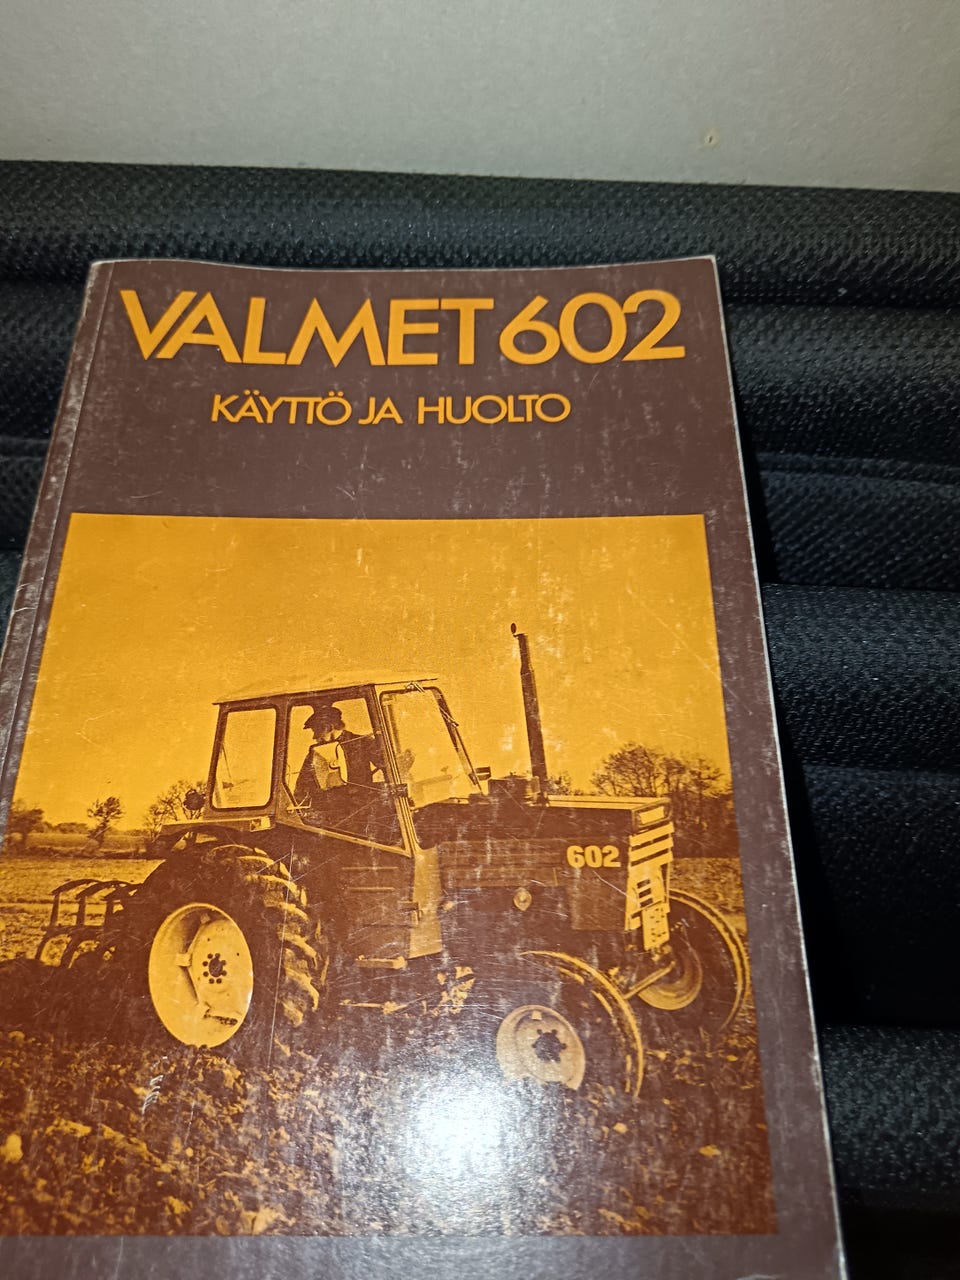 VALMET 602
KÄYTTÖ JA HUOLTO
602